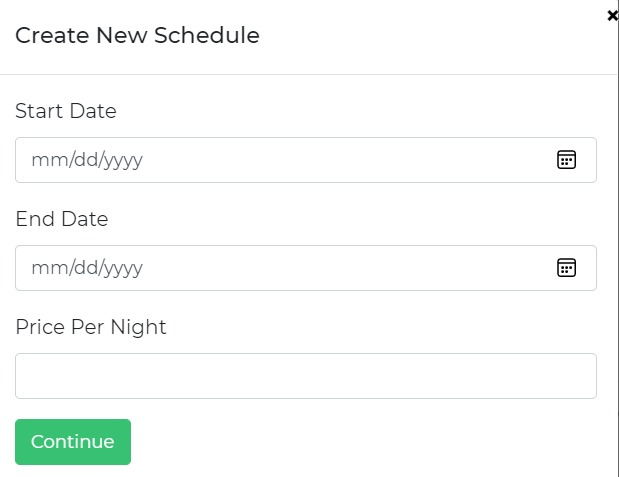 Create New Schedule
Start Date
mm/dd/yyyy
End Date
mm/dd/yyyy
Price Per Night
Continue